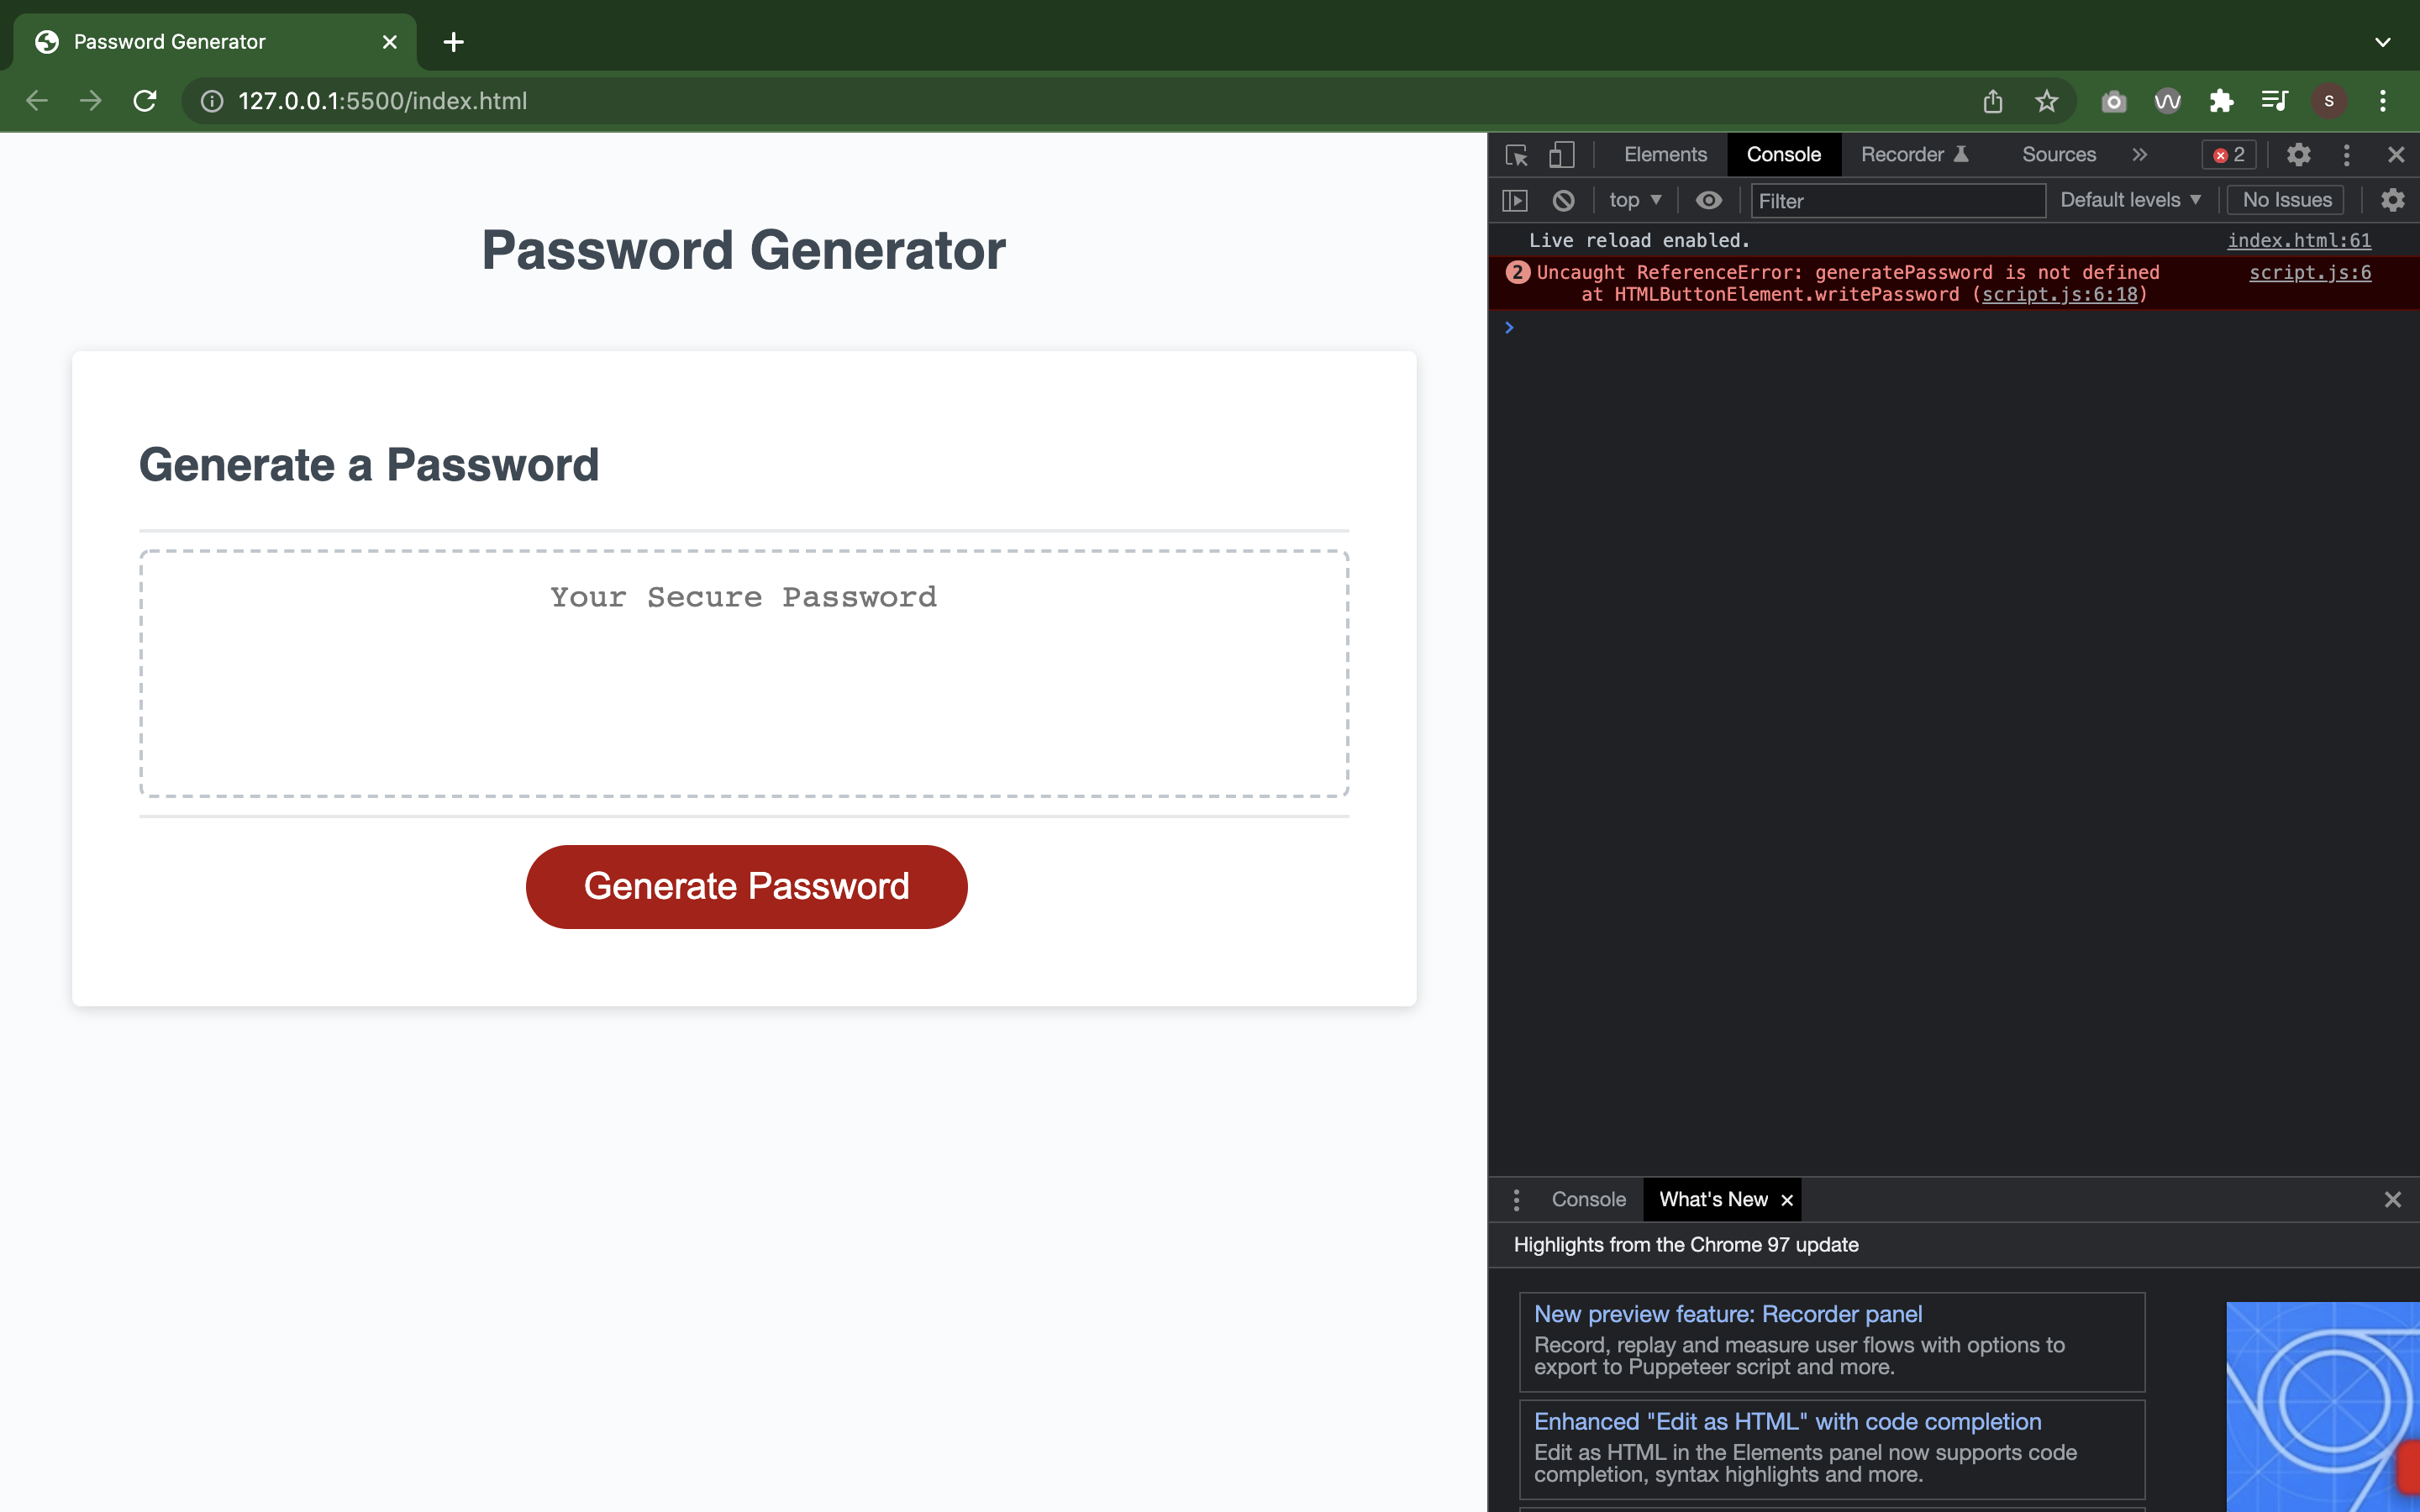 Password Generator
127.0.0.1:5500/index.html
S
Password Generator
Generate a Password
Your Secure Password
Generate Password
Elements Console Recorder Sources 2
top Filter Default levels No Issues
Live reload enabled. index.html:61
2 Uncaught ReferenceError: generatePassword is not defined script.js:6
at HTMLButtonElement.writePassword (script.js:6:18)
Console What's New
Highlights from the Chrome 97 update
New preview feature: Recorder panel
Record, replay and measure user flows with options to
export to Puppeteer script and more.
Enhanced "Edit as HTML" with code completion
Edit as HTML in the Elements panel now supports code
completion, syntax highlights and more.